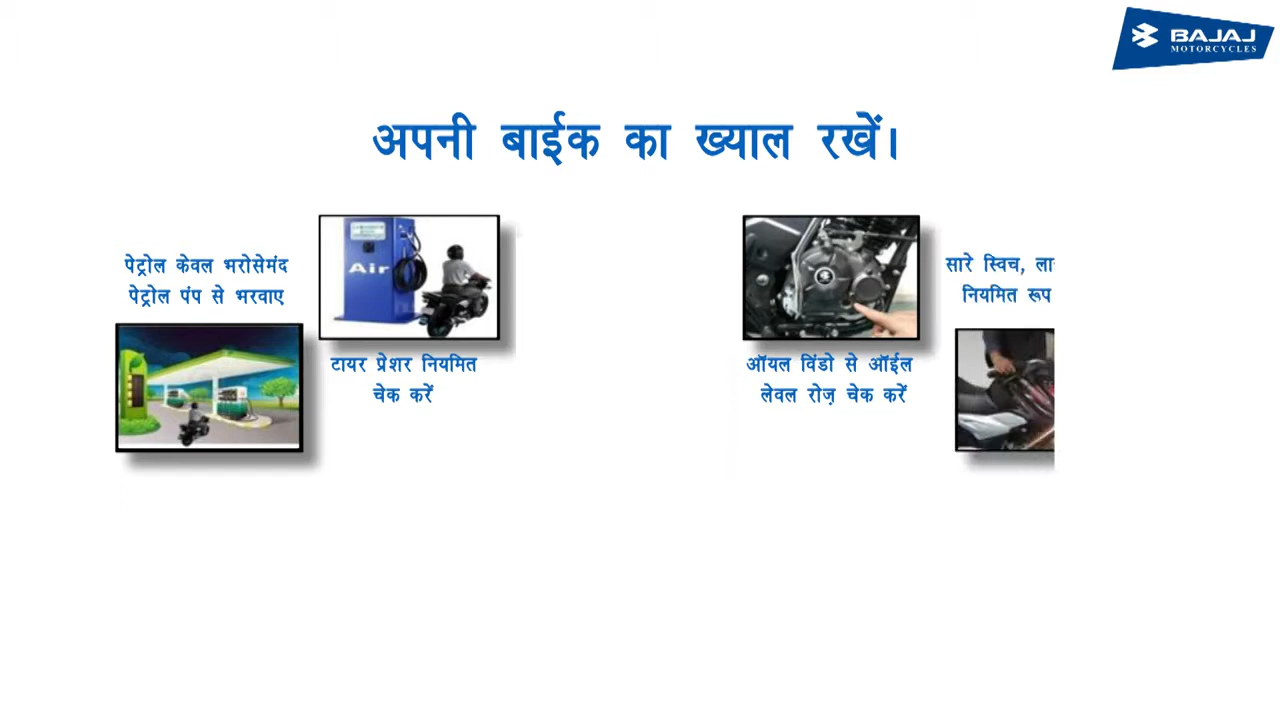 BAJAJ
MOTORCYCLES
अपनी बाईक का ख्याल रखें।
पेट्रोल केवल भरोसेमंद
पेट्रोल पंप से भरवाए
Air
टायर प्रेशर नियमित
चेक करें
ऑयल विंडो से ऑईल
लेवल रोज़ चेक करें
सारे स्विच,
नियमित रूप